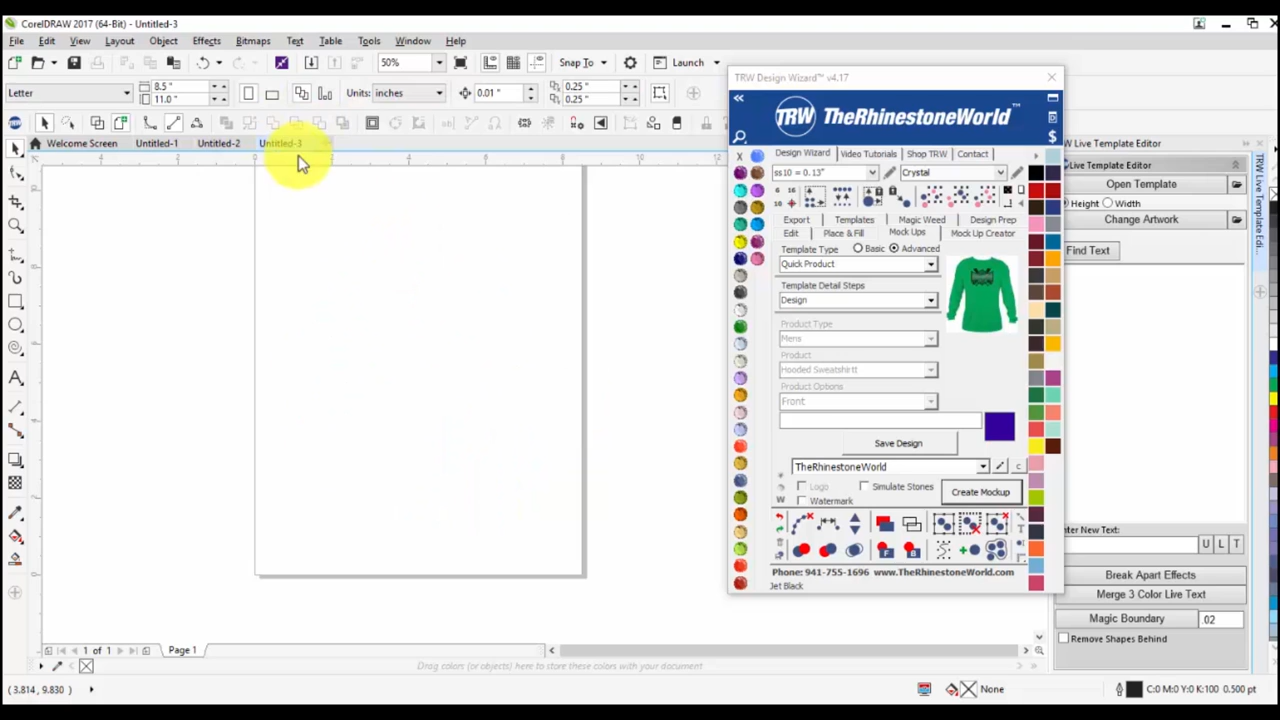 CorelDRAW 2017 (64-Bit) - Untitled-3
File Edit View Layout Object Effects Bitmaps Text Table Tools Window Help
50% Snap To Launch
Letter 8.5 " 11.0 " Units: inches 0.01 " 0.25 " 0.25 "
Welcome Screen Untitled-1 Untitled-2 Untitled-3
TRW Design Wizard™ v4.17
TRW TheRhinestoneWorld™
Design Wizard Video Tutorials Shop TRW Contact
ss10 = 0.13" Crystal
Export Templates Magic Weed Design Prep
Edit Place & Fill Mock Ups Mock Up Creator
Template Type Basic Advanced
Quick Product
Template Detail Steps
Design
Product Type
Mens
Product
Hooded Sweatshirtt
Product Options
Front
Save Design
TheRhinestoneWorld C
Logo Simulate Stones Create Mockup
W Watermark
Phone: 941-755-1696 www.TheRhinestoneWorld.com
Jet Black
RW Live Template Editor
Live Template Editor
Open Template
Height Width
Change Artwork
Find Text
TRW Live Template Edi...
nter New Text:
U L T
Break Apart Effects
Merge 3 Color Live Text
Magic Boundary .02
Remove Shapes Behind
1 of 1 Page 1
Drag colors (or objects) here to store these colors with your document
(3.814 , 9.830 ) None C:0 M:0 Y:0 K:100 0.500 pt